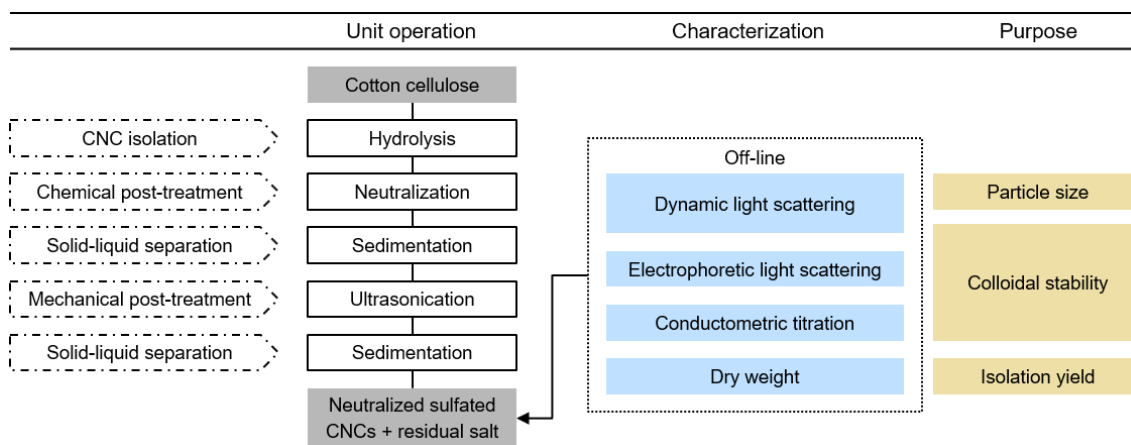 Unit operation
Characterization
Purpose
Cotton cellulose
CNC isolation
Hydrolysis
Off-line
Chemical post-treatment
Neutralization
Dynamic light scattering
Particle size
Solid-liquid separation
Sedimentation
Electrophoretic light scattering
Colloidal stability
Mechanical post-treatment
Ultrasonication
Conductometric titration
Solid-liquid separation
Sedimentation
Dry weight
Isolation yield
Neutralized sulfated
CNCs + residual salt